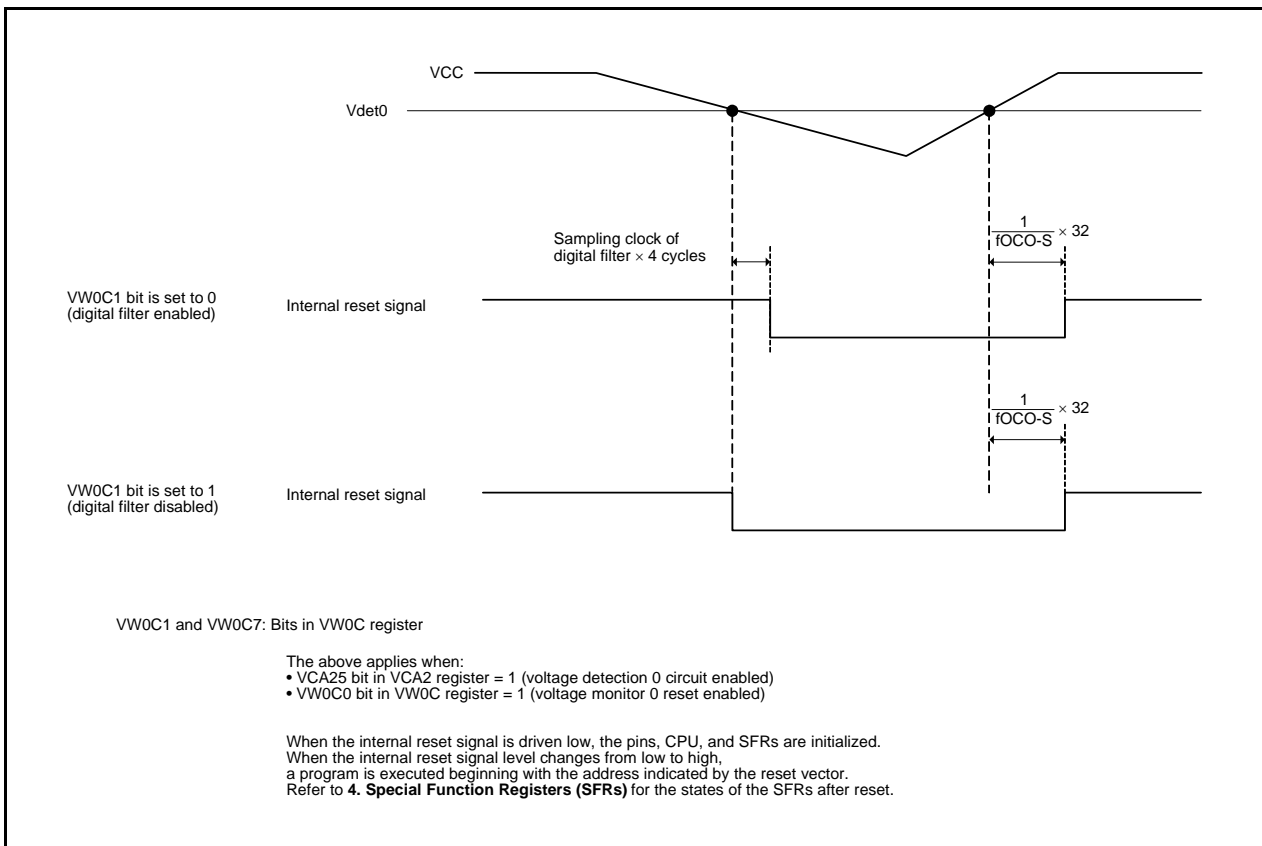 VCC
Vdet0
Sampling clock of
digital filter × 4 cycles
1
fOCO-S × 32
VW0C1 bit is set to 0
(digital filter enabled)
Internal reset signal
1
fOCO-S × 32
VW0C1 bit is set to 1
(digital filter disabled)
Internal reset signal
VW0C1 and VW0C7: Bits in VW0C register
The above applies when:
• VCA25 bit in VCA2 register = 1 (voltage detection 0 circuit enabled)
• VW0C0 bit in VW0C register = 1 (voltage monitor 0 reset enabled)
When the internal reset signal is driven low, the pins, CPU, and SFRs are initialized.
When the internal reset signal level changes from low to high,
a program is executed beginning with the address indicated by the reset vector.
Refer to 4. Special Function Registers (SFRs) for the states of the SFRs after reset.